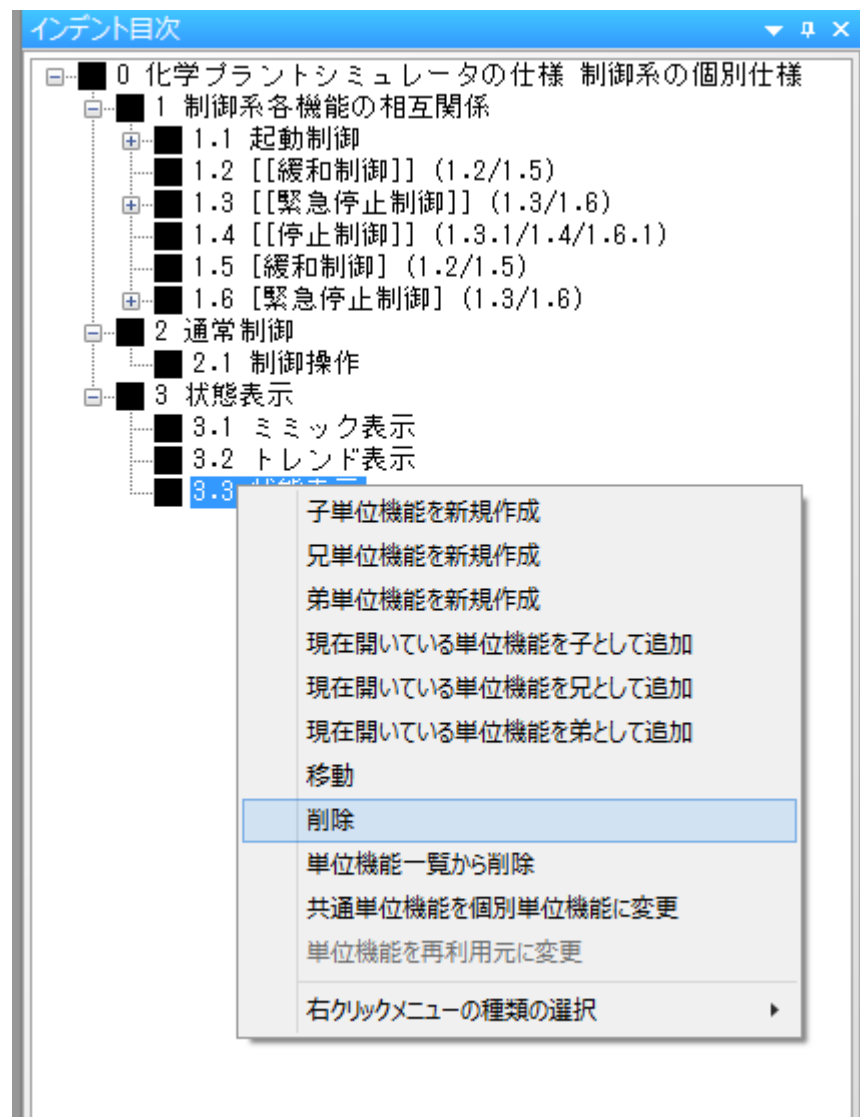 インデント目次
0 化学プラントシミュレータの仕様 制御系の個別仕様
1 制御系各機能の相互関係
1.1 起動制御
1.2 [[緩和制御]] (1.2/1.5)
1.3 [[緊急停止制御]] (1.3/1.6)
1.4 [[停止制御]] (1.3.1/1.4/1.6.1)
1.5 [緩和制御] (1.2/1.5)
1.6 [緊急停止制御] (1.3/1.6)
2 通常制御
2.1 制御操作
3 状態表示
3.1 ミミック表示
3.2 トレンド表示
3.3
子単位機能を新規作成
兄単位機能を新規作成
弟単位機能を新規作成
現在開いている単位機能を子として追加
現在開いている単位機能を兄として追加
現在開いている単位機能を弟として追加
移動
削除
単位機能一覧から削除
共通単位機能を個別単位機能に変更
単位機能を再利用元に変更
右クリックメニューの種類の選択